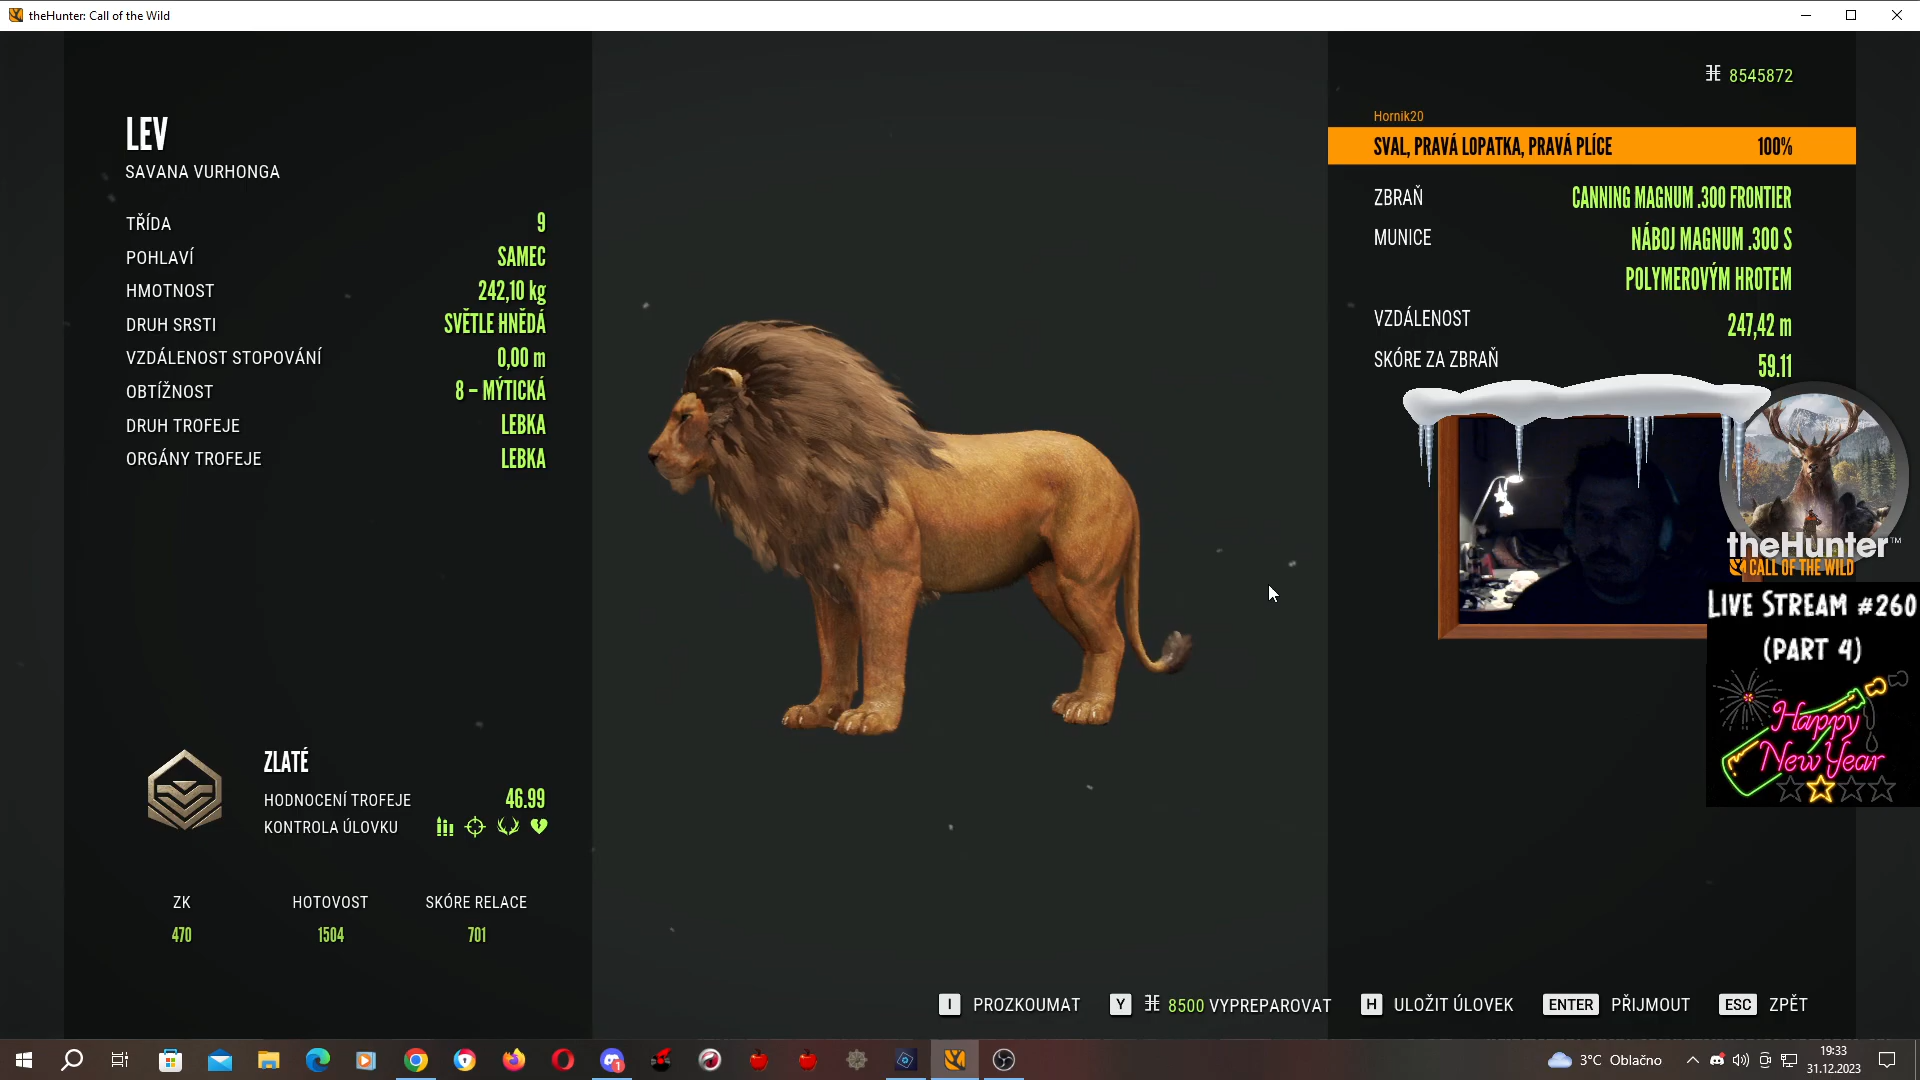 theHunter: Call of the Wild
8545872
LEV
SAVANA VURHONGA
TŘÍDA 9
POHLAVÍ SAMEC
HMOTNOST 242,10 kg
DRUH SRSTI SVĚTLE HNĚDÁ
VZDÁLENOST STOPOVÁNÍ 0,00 m
OBTÍŽNOST 8 – MÝTICKÁ
DRUH TROFEJE LEBKA
ORGÁNY TROFEJE LEBKA
ZLATÉ
HODNOCENÍ TROFEJE 46.99
KONTROLA ÚLOVKU
ZK HOTOVOST SKÓRE RELACE
470 1504 701
Hornik20
SVAL, PRAVÁ LOPATKA, PRAVÁ PLÍCE 100%
ZBRAŇ CANNING MAGNUM .300 FRONTIER
MUNICE NÁBOJ MAGNUM .300 S
POLYMEROVÝM HROTEM
VZDÁLENOST 247,42 m
SKÓRE ZA ZBRAŇ 59.11
theHunter™
CALL OF THE WILD
LIVE STREAM #260
(PART 4)
Happy
New Year
I PROZKOUMAT Y 8500 VYPREPAROVAT H ULOŽIT ÚLOVEK ENTER PŘIJMOUT ESC ZPĚT
1
3°C Oblačno
19:33
31.12.2023